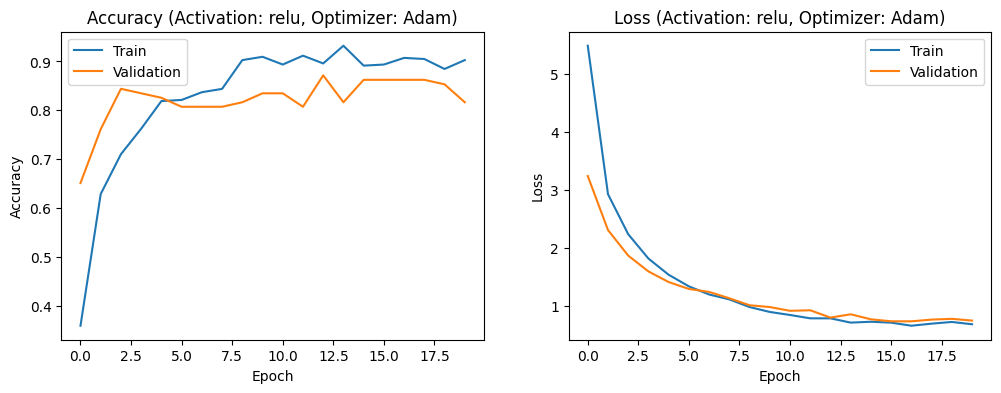 Accuracy (Activation: relu, Optimizer: Adam)
Train
Validation
0.9
0.8
0.7
0.6
0.5
0.4
Accuracy
0.0 2.5 5.0 7.5 10.0 12.5 15.0 17.5
Epoch
Loss (Activation: relu, Optimizer: Adam)
Train
Validation
5
4
3
2
1
Loss
0.0 2.5 5.0 7.5 10.0 12.5 15.0 17.5
Epoch